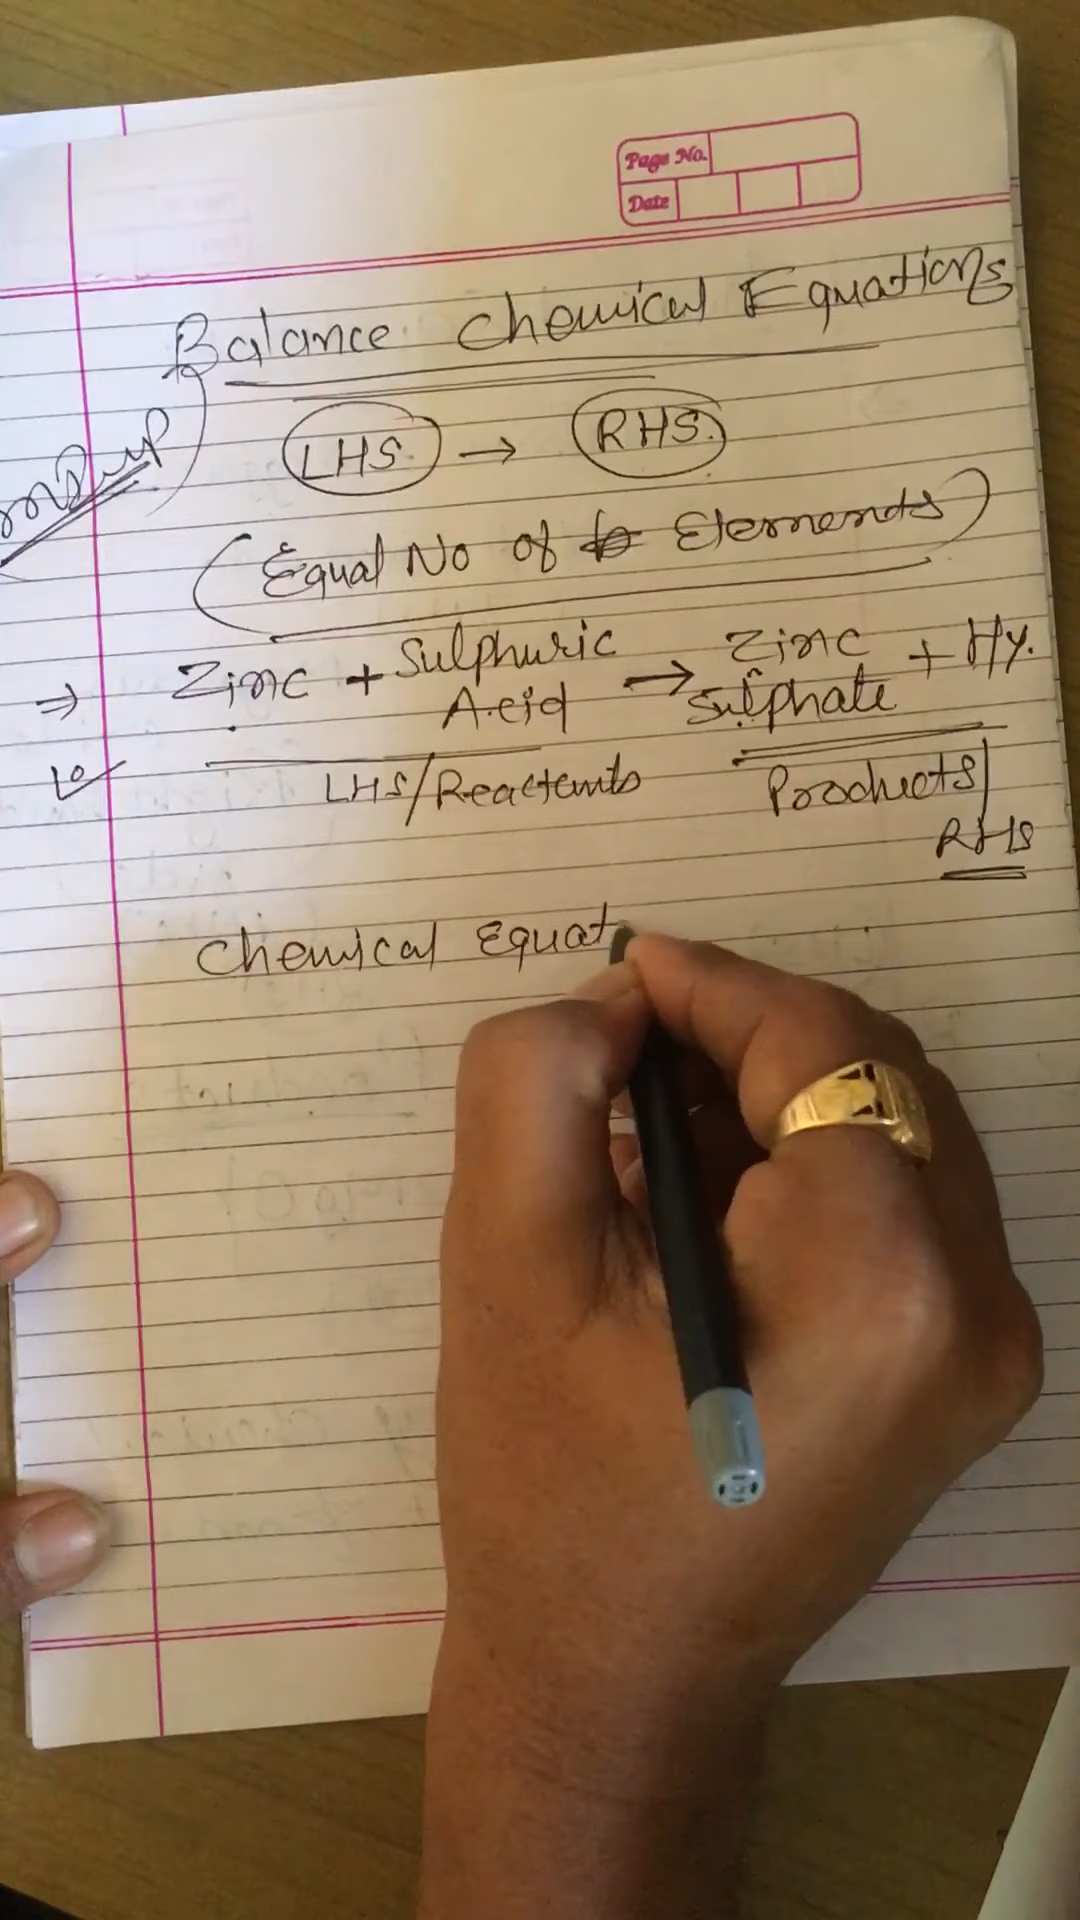 Page No.
Date
Balance Chemical Equations
LHS → RHS.
(Equal No of Elements)
⇒ Zinc + Sulphuric Acid → Zinc Sulphate + Hy.
LHS/Reactants
Products/
RHS
Chemical Equat